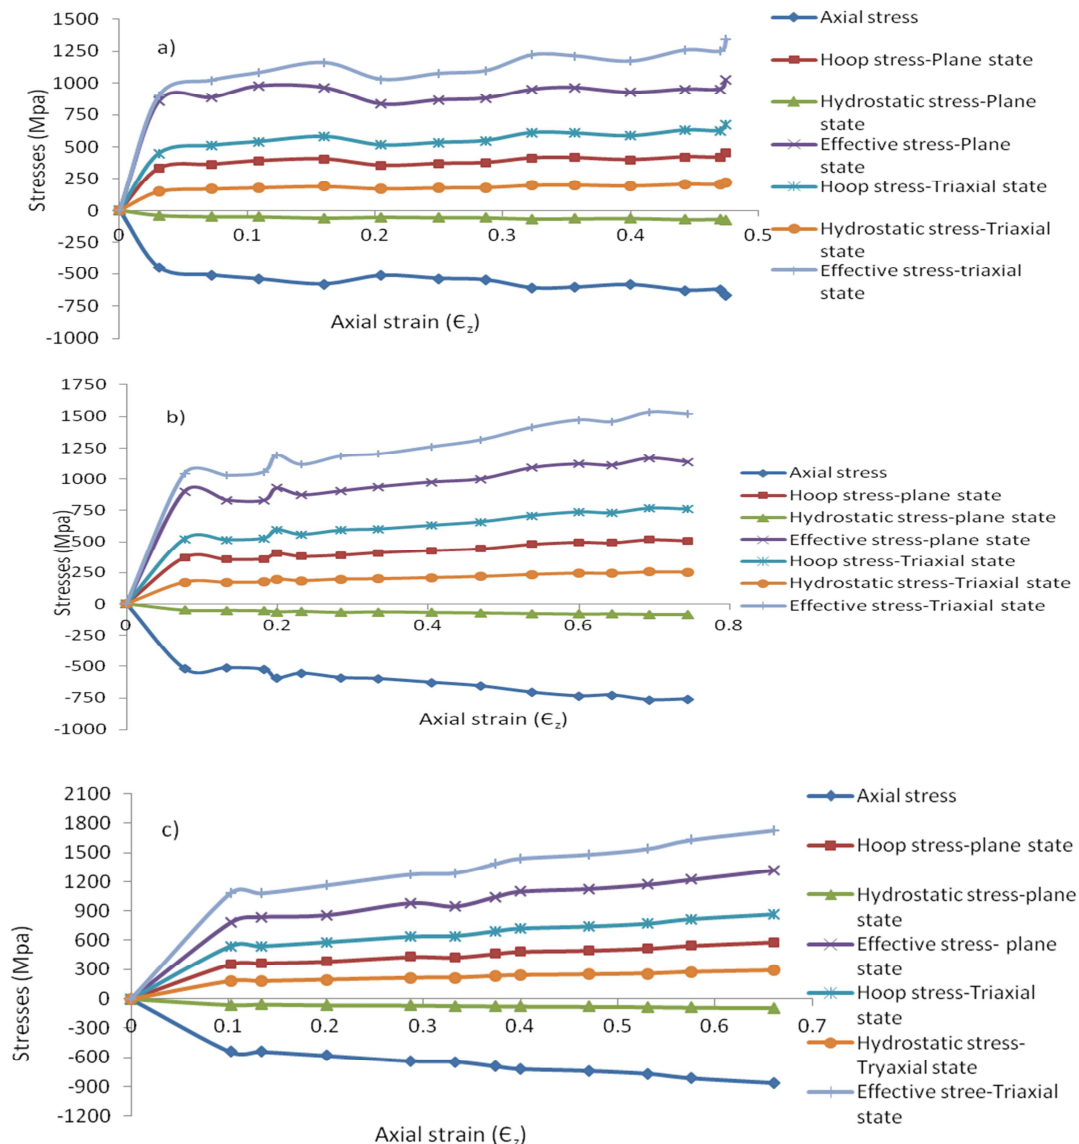 1500
1250
1000
750
500
250
0
-250
-500
-750
-1000
Stresses (Mpa)
a)
0
0.1
0.2
0.3
0.4
0.5
Axial strain (Є_z)
Axial stress
Hoop stress-Plane state
Hydrostatic stress-Plane
state
Effective stress-Plane
state
Hoop stress-Triaxial state
Hydrostatic stress-Triaxial
state
Effective stress-triaxial
state
1750
1500
1250
1000
750
500
250
0
-250
-500
-750
-1000
Stresses (Mpa)
b)
0
0.2
0.4
0.6
0.8
Axial strain (Є_z)
Axial stress
Hoop stress-plane state
Hydrostatic stress-plane state
Effective stress-plane state
Hoop stress-Triaxial state
Hydrostatic stress-Triaxial state
Effective stress-Triaxial state
2100
1800
1500
1200
900
600
300
0
-300
-600
-900
-1200
Stresses (Mpa)
c)
0
0.1
0.2
0.3
0.4
0.5
0.6
0.7
Axial strain (Є_z)
Axial stress
Hoop stress-plane state
Hydrostatic stress-plane
state
Effective stress- plane
state
Hoop stress-Triaxial
state
Hydrostatic stress-
Tryaxial state
Effective stree-Triaxial
state